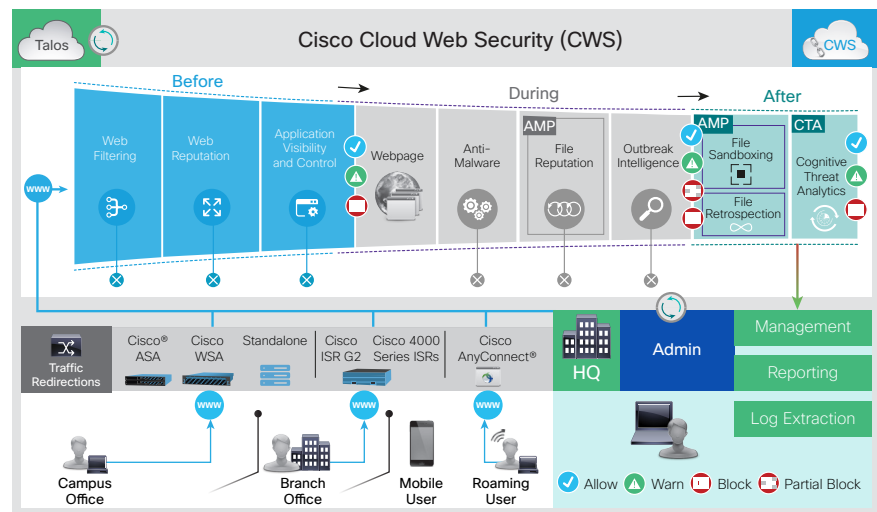 Talos
Cisco Cloud Web Security (CWS)
CWS
Before
During
After
Web
Filtering
Web
Reputation
Application
Visibility
and Control
Webpage
Anti-
Malware
AMP
File
Reputation
Outbreak
Intelligence
AMP
File
Sandboxing
File
Retrospection
CTA
Cognitive
Threat
Analytics
www
Traffic
Redirections
Cisco®
ASA
Cisco
WSA
Standalone
Cisco
ISR G2
Cisco 4000
Series ISRs
Cisco
AnyConnect®
HQ
Admin
Management
Reporting
Log Extraction
www
www
www
Campus
Office
Branch
Office
Mobile
User
Roaming
User
Allow
Warn
Block
Partial Block